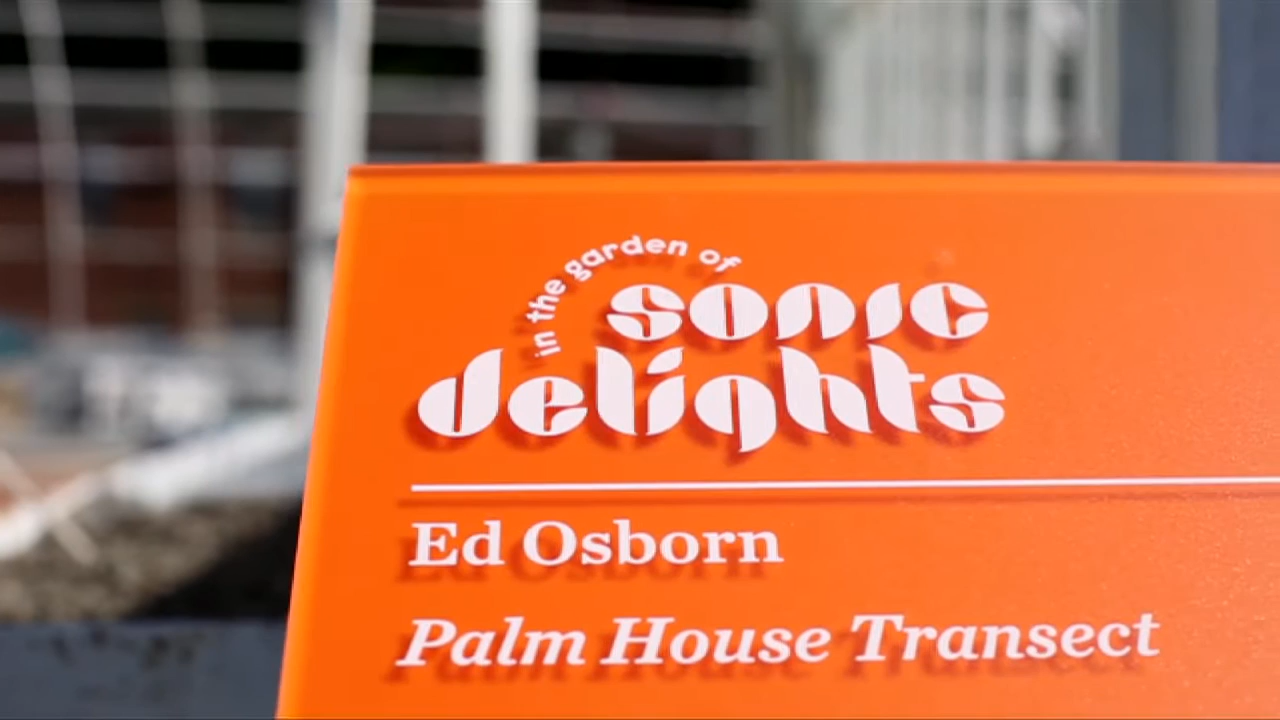 in the garden of
sonic
delights
Ed Osborn
Palm House Transect